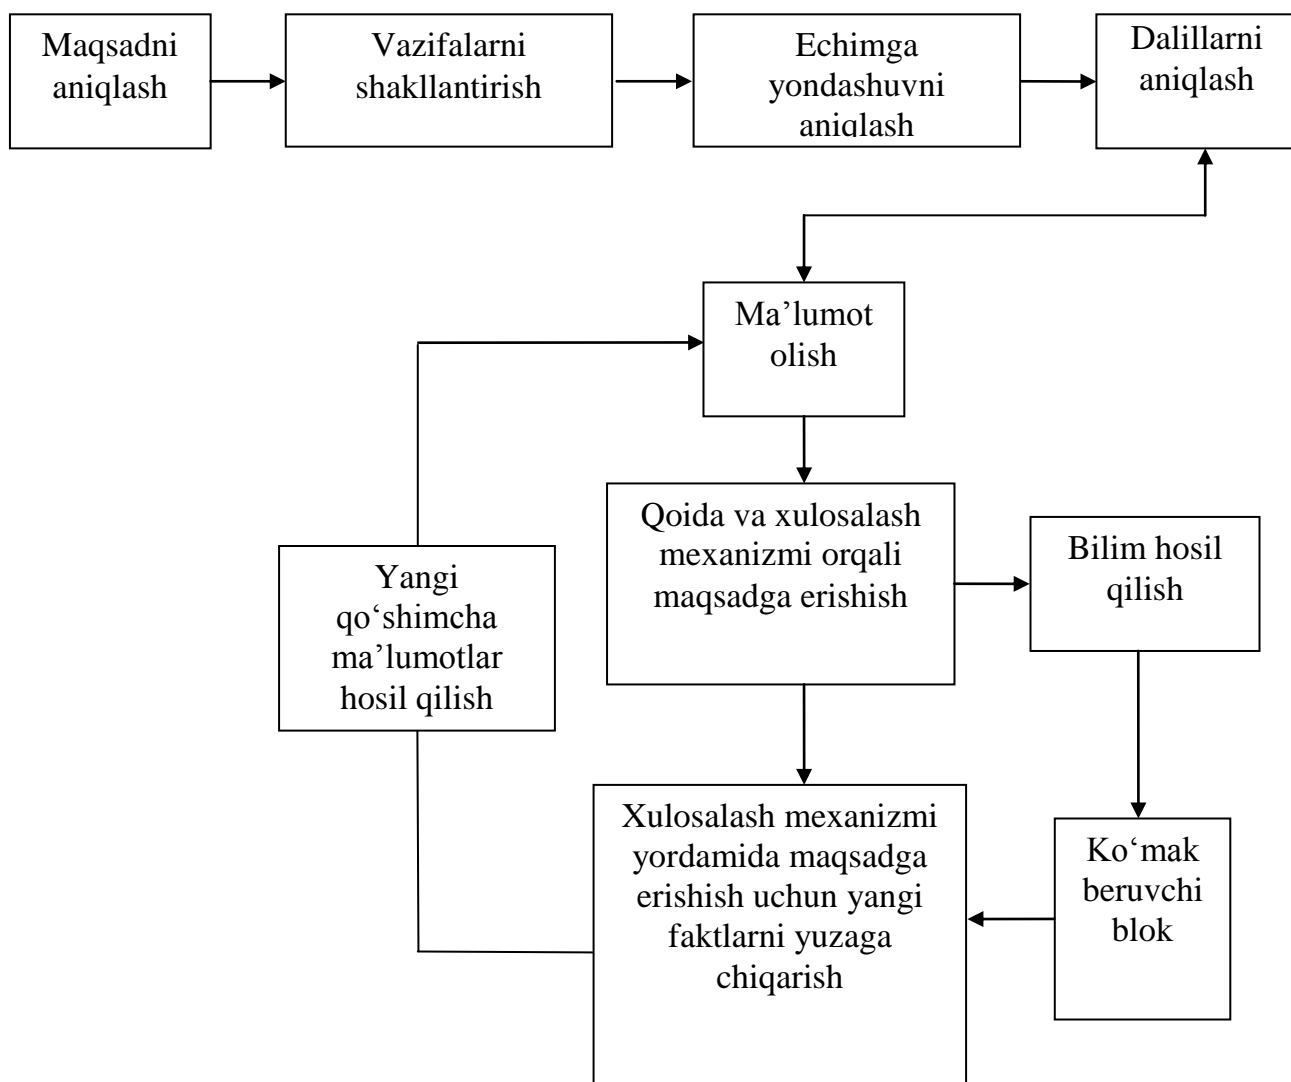 Maqsadni
aniqlash
Vazifalarni
shakllantirish
Echimga
yondashuvni
aniqlash
Dalillarni
aniqlash
Ma’lumot
olish
Qoida va xulosalash
mexanizmi orqali
maqsadga erishish
Bilim hosil
qilish
Yangi
qo‘shimcha
ma’lumotlar
hosil qilish
Xulosalash mexanizmi
yordamida maqsadga
erishish uchun yangi
faktlarni yuzaga
chiqarish
Ko‘mak
beruvchi
blok